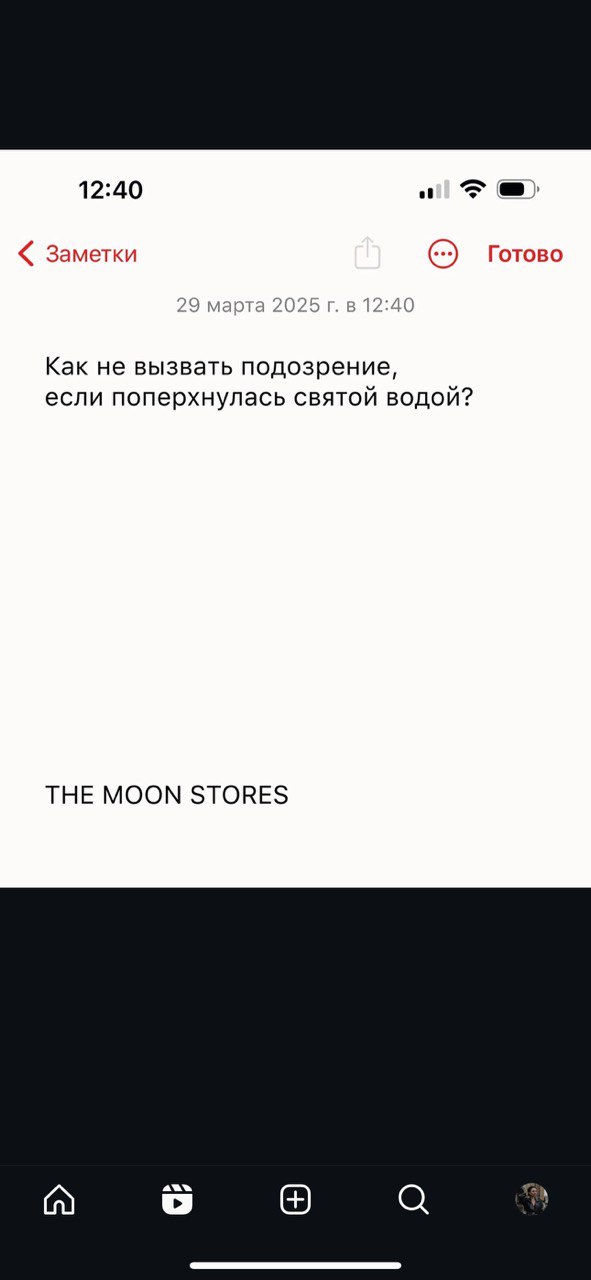 12:40
Заметки
Готово
29 марта 2025 г. в 12:40
Как не вызвать подозрение,
если поперхнулась святой водой?
THE MOON STORES